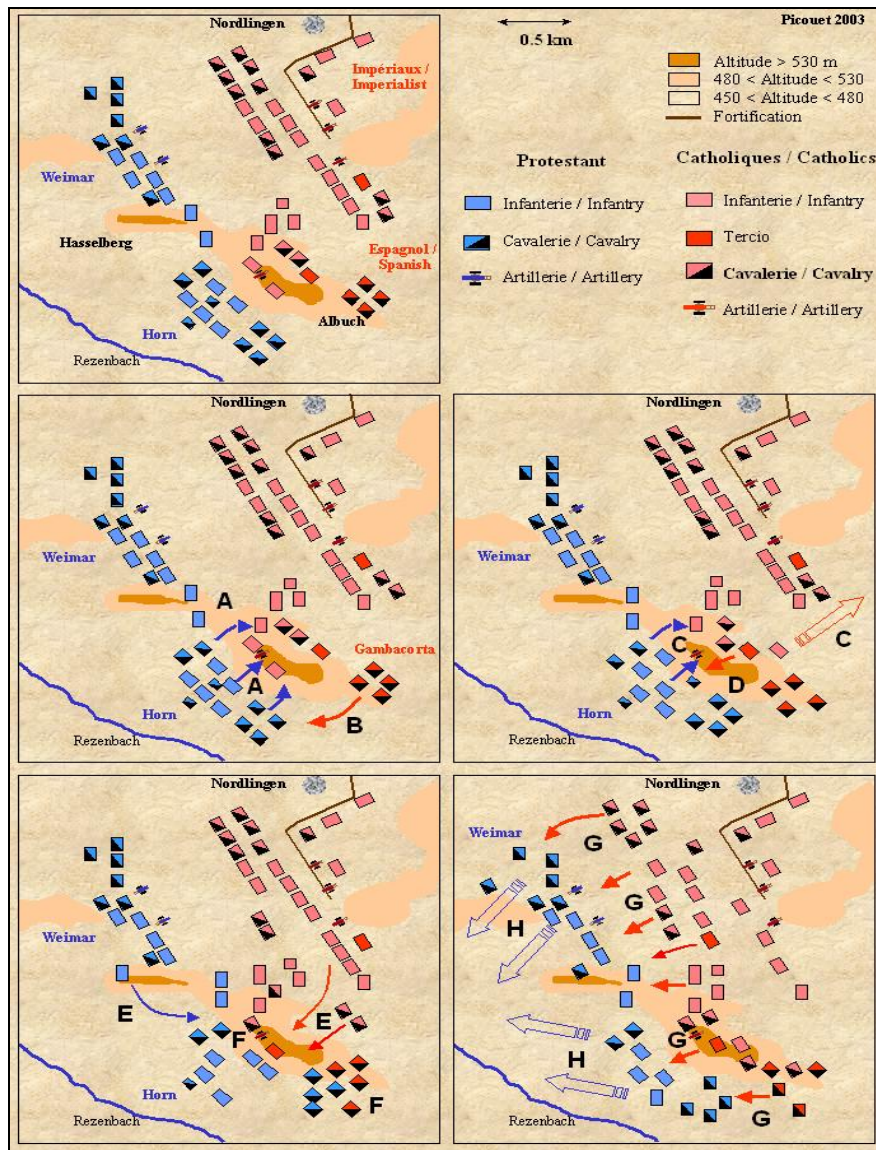 Nordlingen
Impériaux /
Imperialist
Weimar
Hasselberg
Espagnol /
Spanish
Albuch
Horn
Rezenbach
Picouet 2003
0.5 km
Altitude > 530 m
480 < Altitude < 530
450 < Altitude < 480
Fortification
Protestant
Infanterie / Infantry
Cavalerie / Cavalry
Artillerie / Artillery
Catholiques / Catholics
Infanterie / Infantry
Tercio
Cavalerie / Cavalry
Artillerie / Artillery
Nordlingen
Weimar
A
Gambacorta
A
Horn
B
Rezenbach
Nordlingen
Weimar
C
C
D
Horn
Rezenbach
Nordlingen
Weimar
E
E
F
Horn
F
Rezenbach
Nordlingen
Weimar
G
G
H
G
H
G
Rezenbach